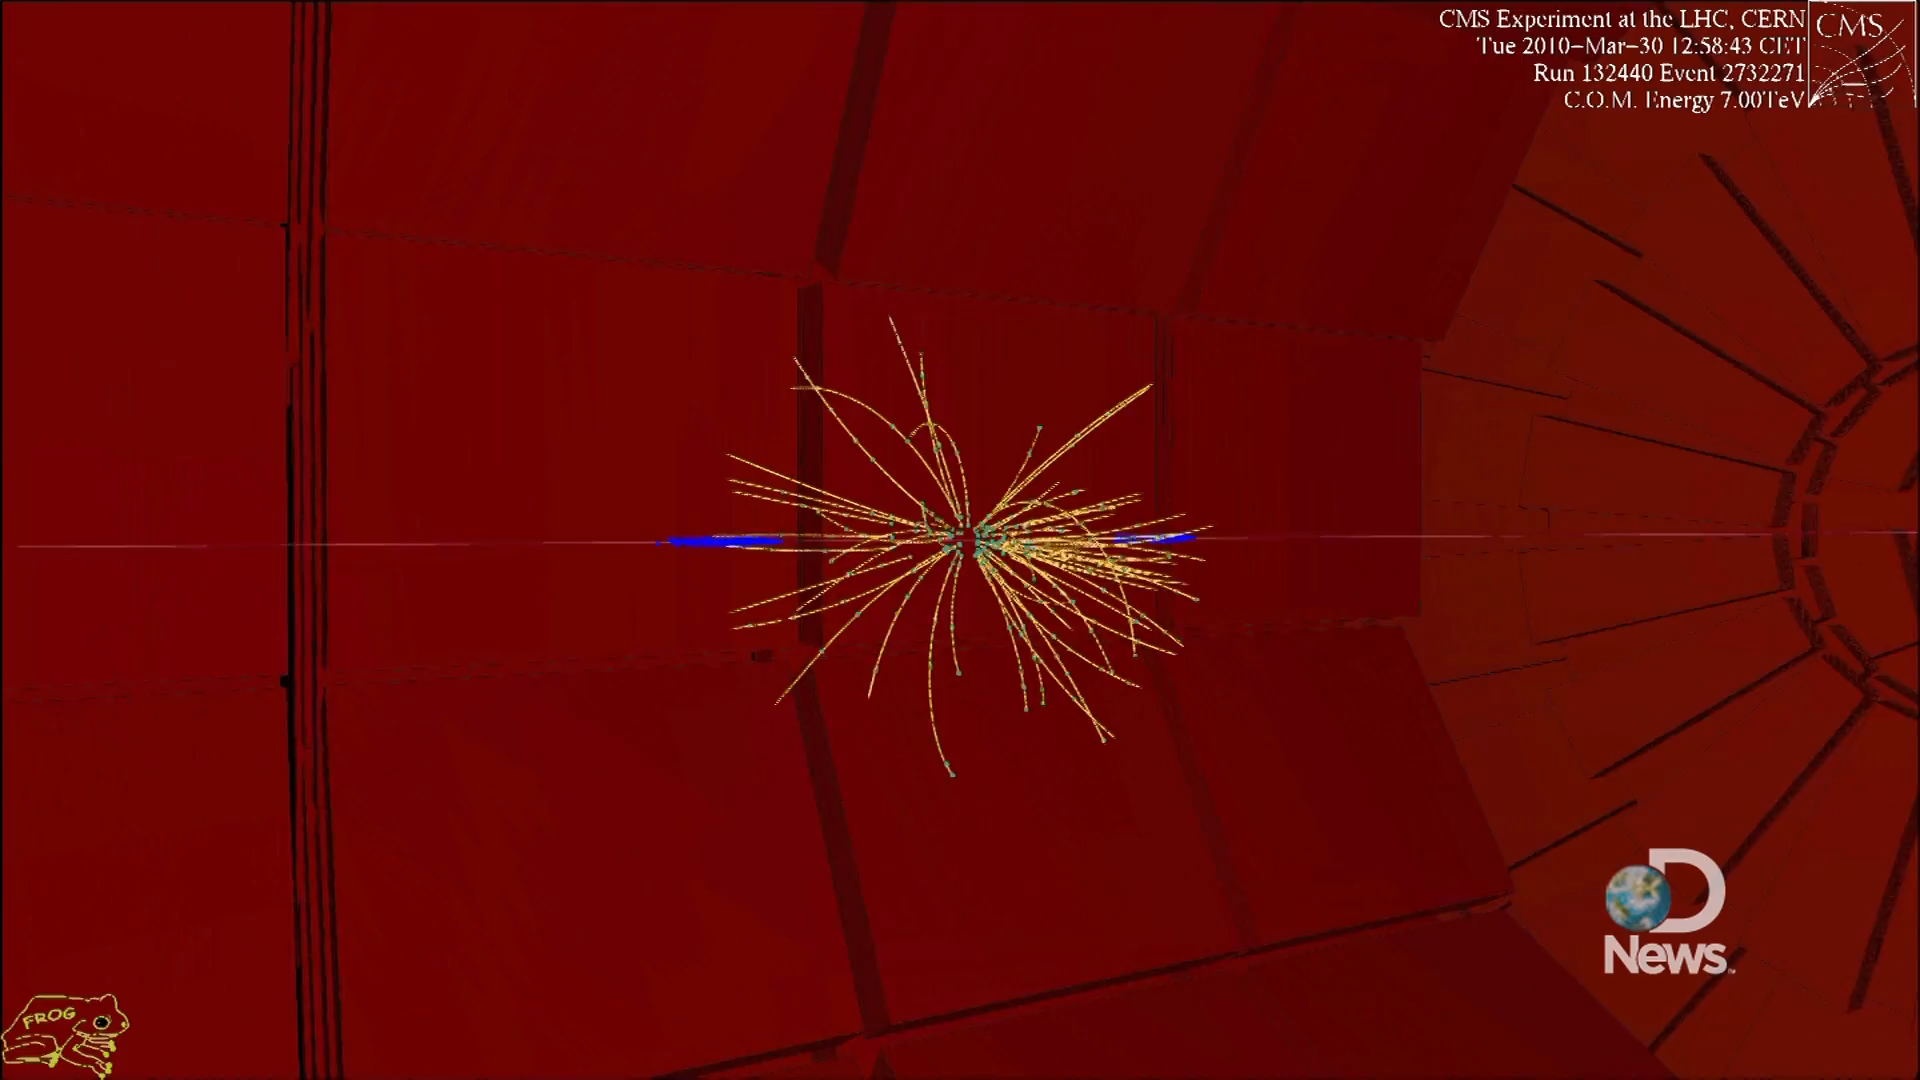 CMS Experiment at the LHC, CERN
Tue 2010-Mar-30 12:58:43 CET
Run 132440 Event 2732271
C.O.M. Energy 7.00TeV
CMS
News
FROG